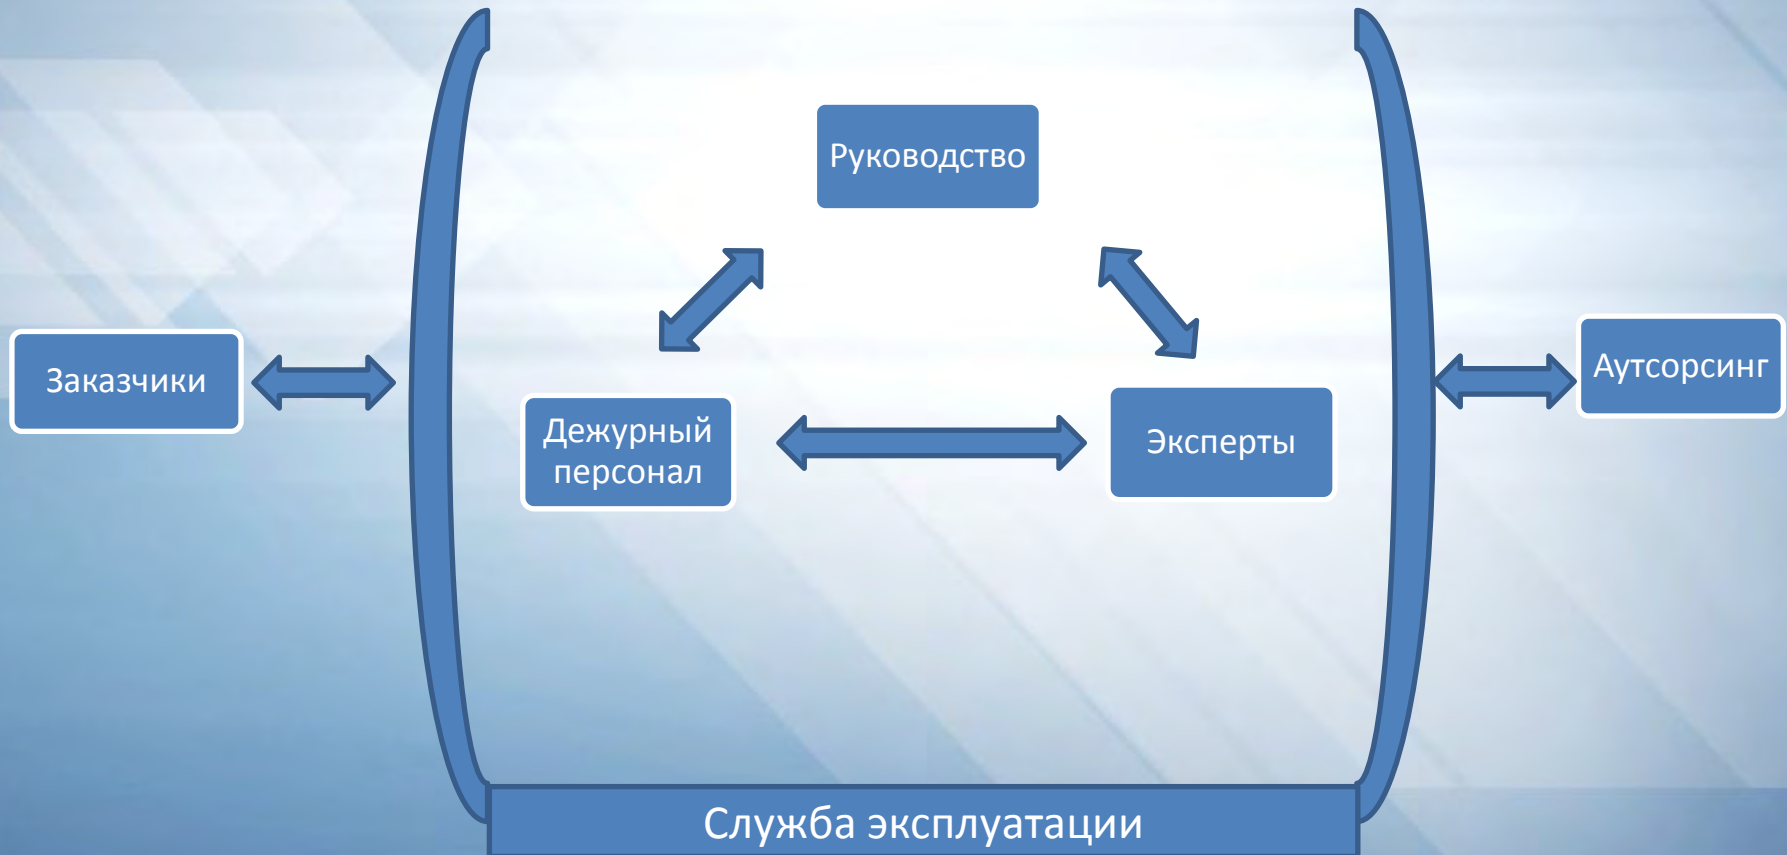 Руководство
Заказчики
Аутсорсинг
Дежурный
персонал
Эксперты
Служба эксплуатации